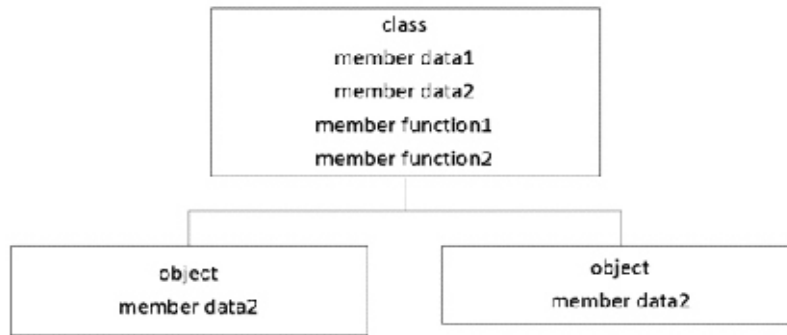 class
member data1
member data2
member function1
member function2
object
member data2
object
member data2